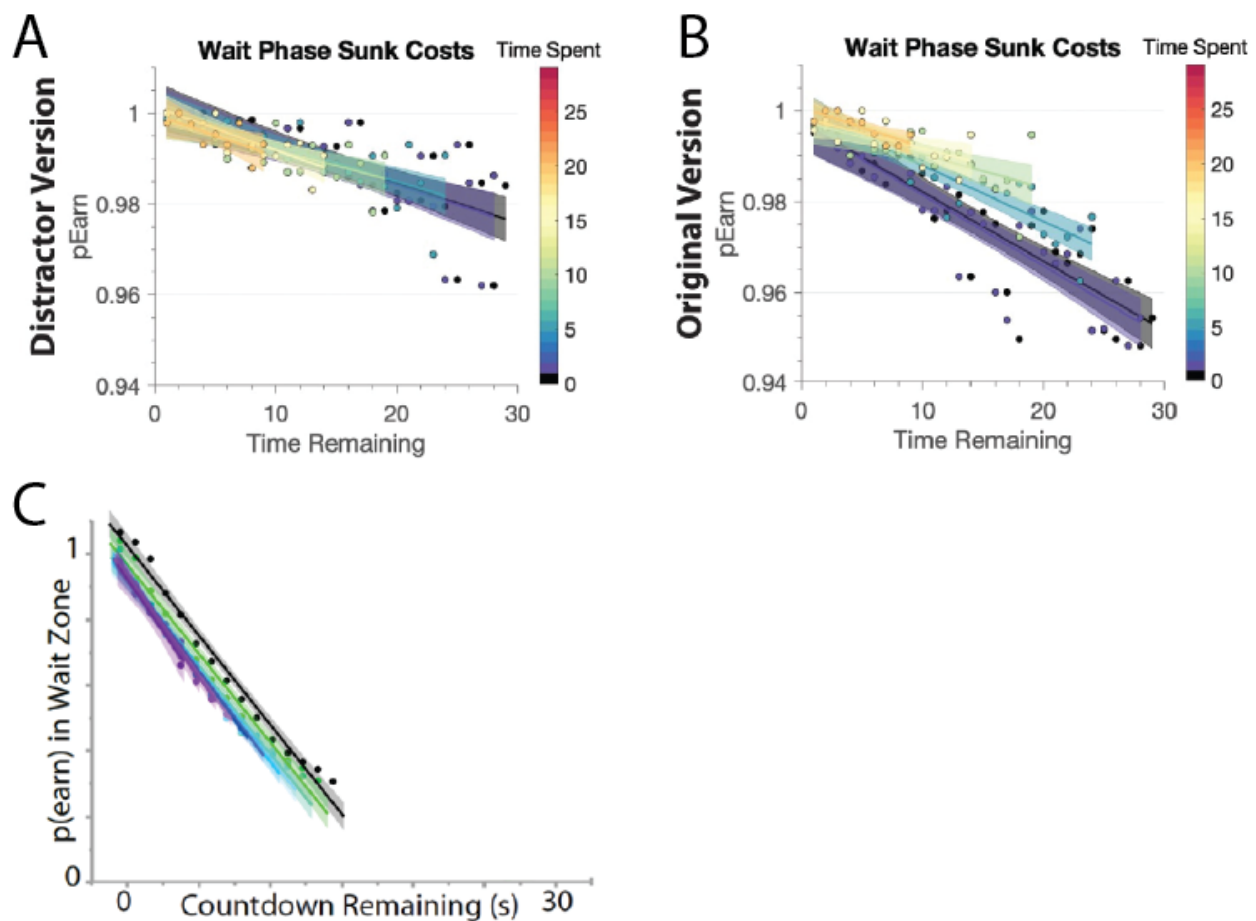 A
Wait Phase Sunk Costs
Time Spent
Distractor Version
pEarn
1
0.98
0.96
0.94
0
10
20
30
Time Remaining
25
20
15
10
5
0
B
Wait Phase Sunk Costs
Time Spent
Original Version
pEarn
1
0.98
0.96
0.94
0
10
20
30
Time Remaining
25
20
15
10
5
0
C
p(earn) in Wait Zone
1
0
0
Countdown Remaining (s)
30